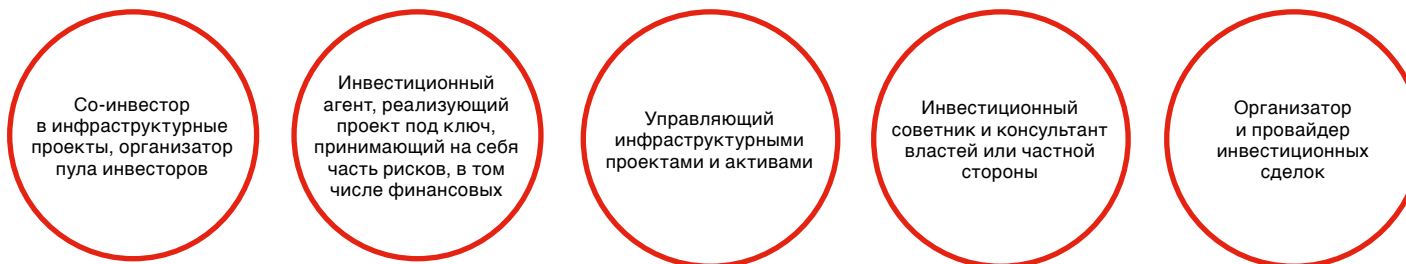 Со-инвестор
в инфраструктурные
проекты, организатор
пула инвесторов
Инвестиционный
агент, реализующий
проект под ключ,
принимающий на себя
часть рисков, в том
числе финансовых
Управляющий
инфраструктурными
проектами и активами
Инвестиционный
советник и консультант
властей или частной
стороны
Организатор
и провайдер
инвестиционных
сделок